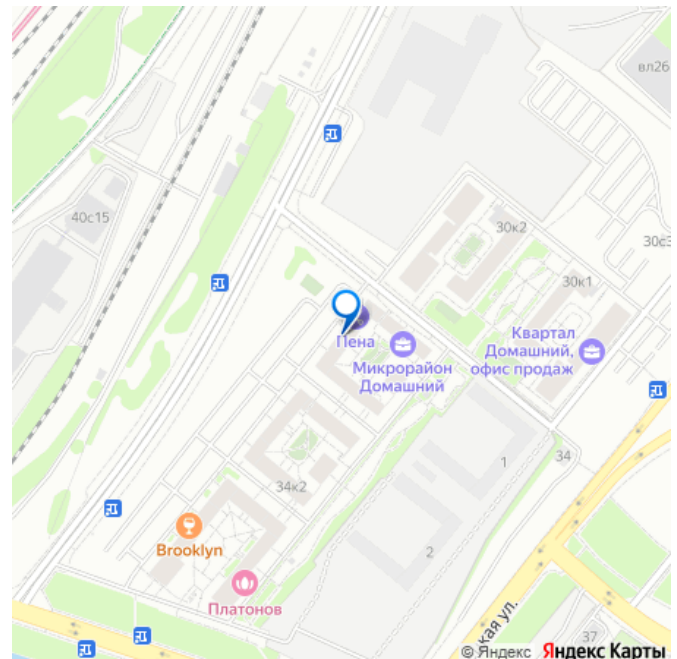 вл26
40с15
30к2
30с3
30к1
Пена
Микрорайон
Домашний
Квартал
Домашний,
офис продаж
34
1
34к2
2
Brooklyn
Платонов
кая ул.
37
© Яндекс Яндекс Карты